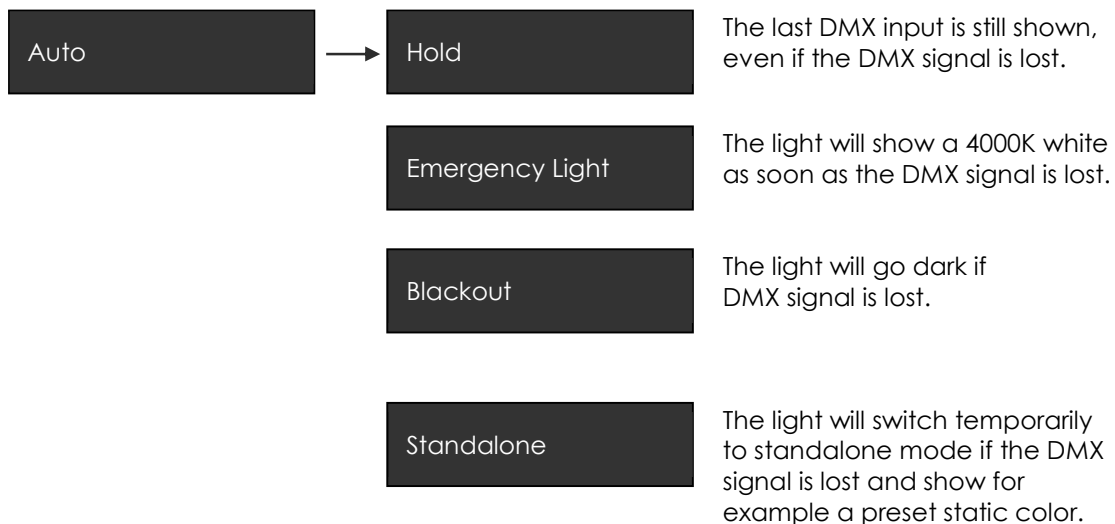 Auto
Hold
The last DMX input is still shown,
even if the DMX signal is lost.
Emergency Light
The light will show a 4000K white
as soon as the DMX signal is lost.
Blackout
The light will go dark if
DMX signal is lost.
Standalone
The light will switch temporarily
to standalone mode if the DMX
signal is lost and show for
example a preset static color.